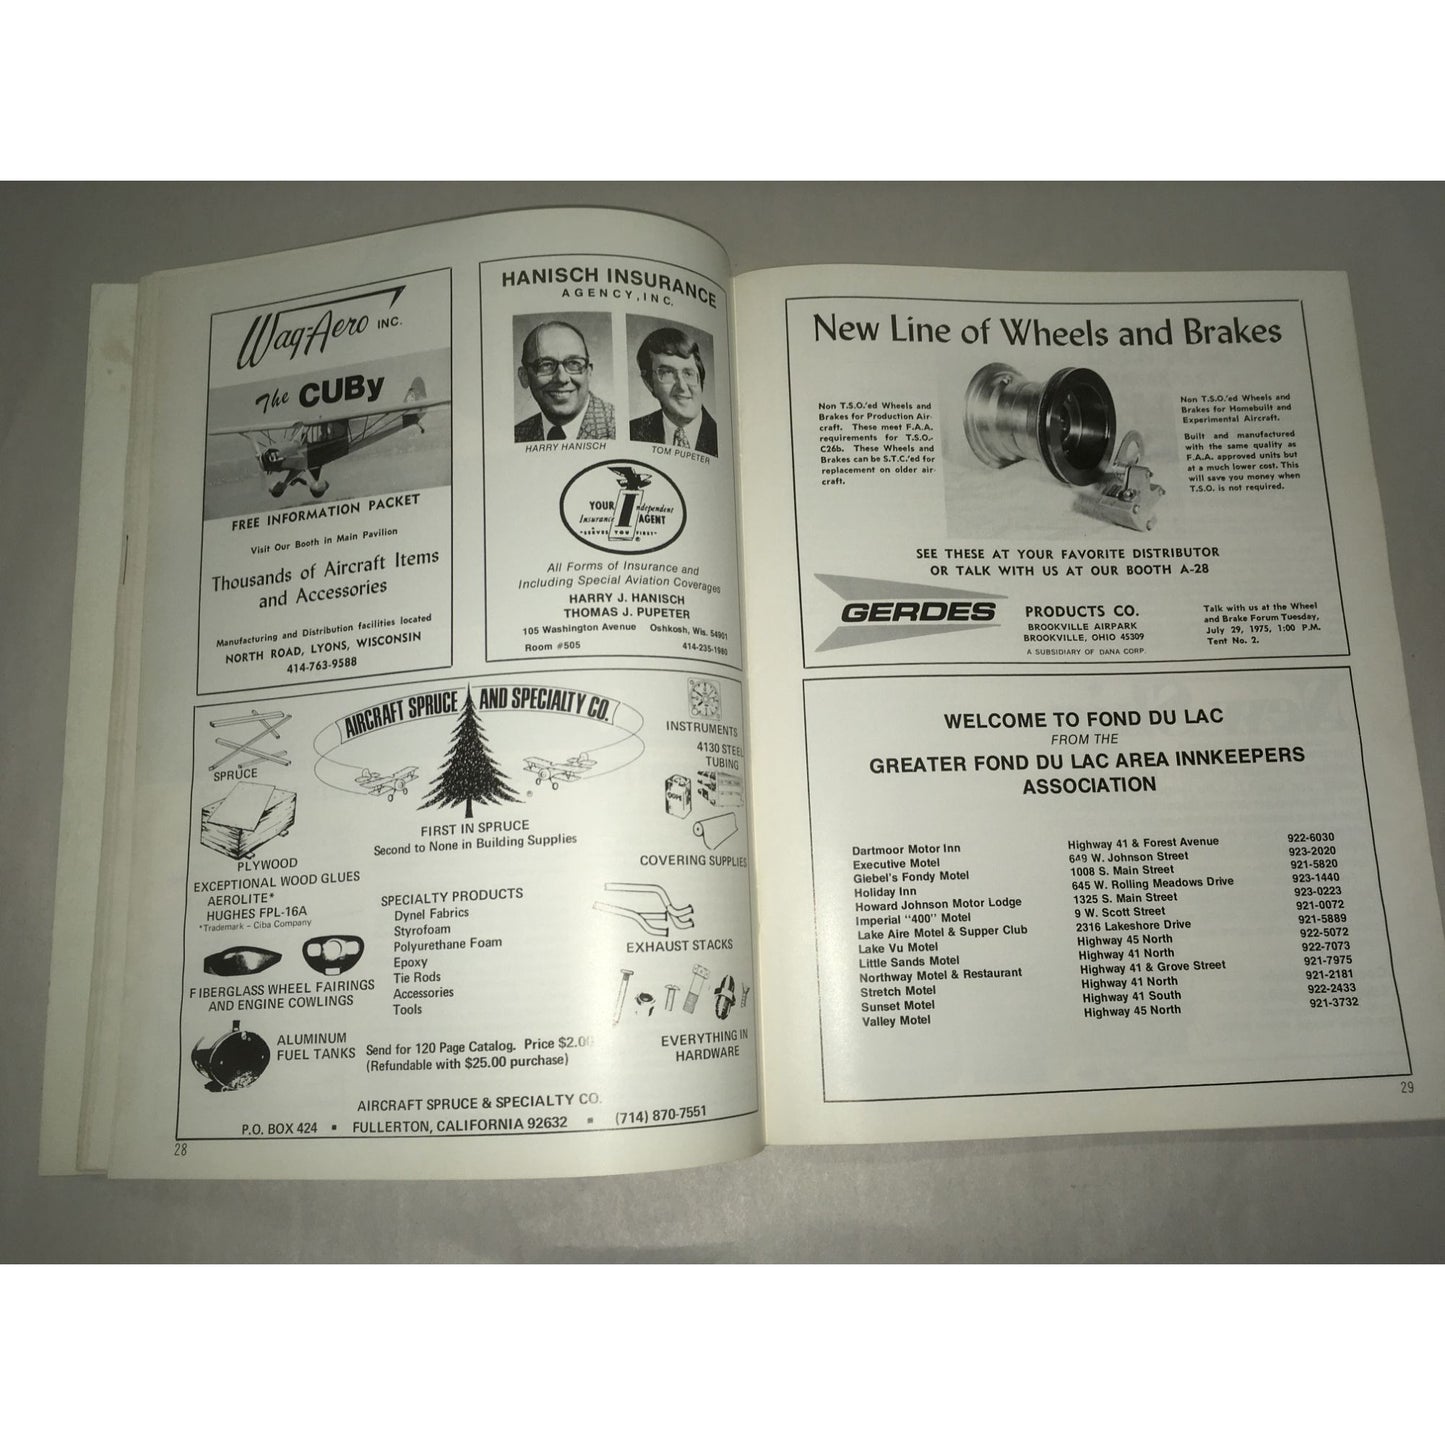 Wag-Aero INC.
The CUBy
FREE INFORMATION PACKET
Visit Our Booth in Main Pavilion
Thousands of Aircraft Items
and Accessories
Manufacturing and Distribution facilities located
NORTH ROAD, LYONS, WISCONSIN
414-763-9588
HANISCH INSURANCE
AGENCY, INC.
HARRY HANISCH
TOM PUPETER
YOUR Independent
Insurance AGENT
"SERVES YOU FIRST"
All Forms of Insurance and
Including Special Aviation Coverages
HARRY J. HANISCH
THOMAS J. PUPETER
105 Washington Avenue Oshkosh, Wis. 54901
Room #505 414-235-1980
AIRCRAFT SPRUCE AND SPECIALTY CO.
®
FIRST IN SPRUCE
Second to None in Building Supplies
SPRUCE
PLYWOOD
EXCEPTIONAL WOOD GLUES
AEROLITE*
HUGHES FPL-16A
*Trademark - Ciba Company
FIBERGLASS WHEEL FAIRINGS
AND ENGINE COWLINGS
ALUMINUM
FUEL TANKS
SPECIALTY PRODUCTS
Dynel Fabrics
Styrofoam
Polyurethane Foam
Epoxy
Tie Rods
Accessories
Tools
INSTRUMENTS
4130 STEEL
TUBING
DOPE
COVERING SUPPLIES
EXHAUST STACKS
EVERYTHING IN
HARDWARE
Send for 120 Page Catalog. Price $2.00
(Refundable with $25.00 purchase)
AIRCRAFT SPRUCE & SPECIALTY CO.
P.O. BOX 424 ▪ FULLERTON, CALIFORNIA 92632 ▪ (714) 870-7551
28
New Line of Wheels and Brakes
Non T.S.O.'ed Wheels and
Brakes for Production Air-
craft. These meet F.A.A.
requirements for T.S.O.-
C26b. These Wheels and
Brakes can be S.T.C.'ed for
replacement on older air-
craft.
Non T.S.O.'ed Wheels and
Brakes for Homebuilt and
Experimental Aircraft.
Built and manufactured
with the same quality as
F.A.A. approved units but
at a much lower cost. This
will save you money when
T.S.O. is not required.
SEE THESE AT YOUR FAVORITE DISTRIBUTOR
OR TALK WITH US AT OUR BOOTH A-28
GERDES
PRODUCTS CO.
BROOKVILLE AIRPARK
BROOKVILLE, OHIO 45309
A SUBSIDIARY OF DANA CORP.
Talk with us at the Wheel
and Brake Forum Tuesday,
July 29, 1975, 1:00 P.M.
Tent No. 2.
WELCOME TO FOND DU LAC
FROM THE
GREATER FOND DU LAC AREA INNKEEPERS
ASSOCIATION
Dartmoor Motor Inn Highway 41 & Forest Avenue 922-6030
Executive Motel 649 W. Johnson Street 923-2020
Giebel's Fondy Motel 1008 S. Main Street 921-5820
Holiday Inn 645 W. Rolling Meadows Drive 923-1440
Howard Johnson Motor Lodge 1325 S. Main Street 923-0223
Imperial "400" Motel 9 W. Scott Street 921-0072
Lake Aire Motel & Supper Club 2316 Lakeshore Drive 921-5889
Lake Vu Motel Highway 45 North 922-5072
Little Sands Motel Highway 41 North 922-7073
Northway Motel & Restaurant Highway 41 & Grove Street 921-7975
Stretch Motel Highway 41 North 921-2181
Sunset Motel Highway 41 South 922-2433
Valley Motel Highway 45 North 921-3732
29